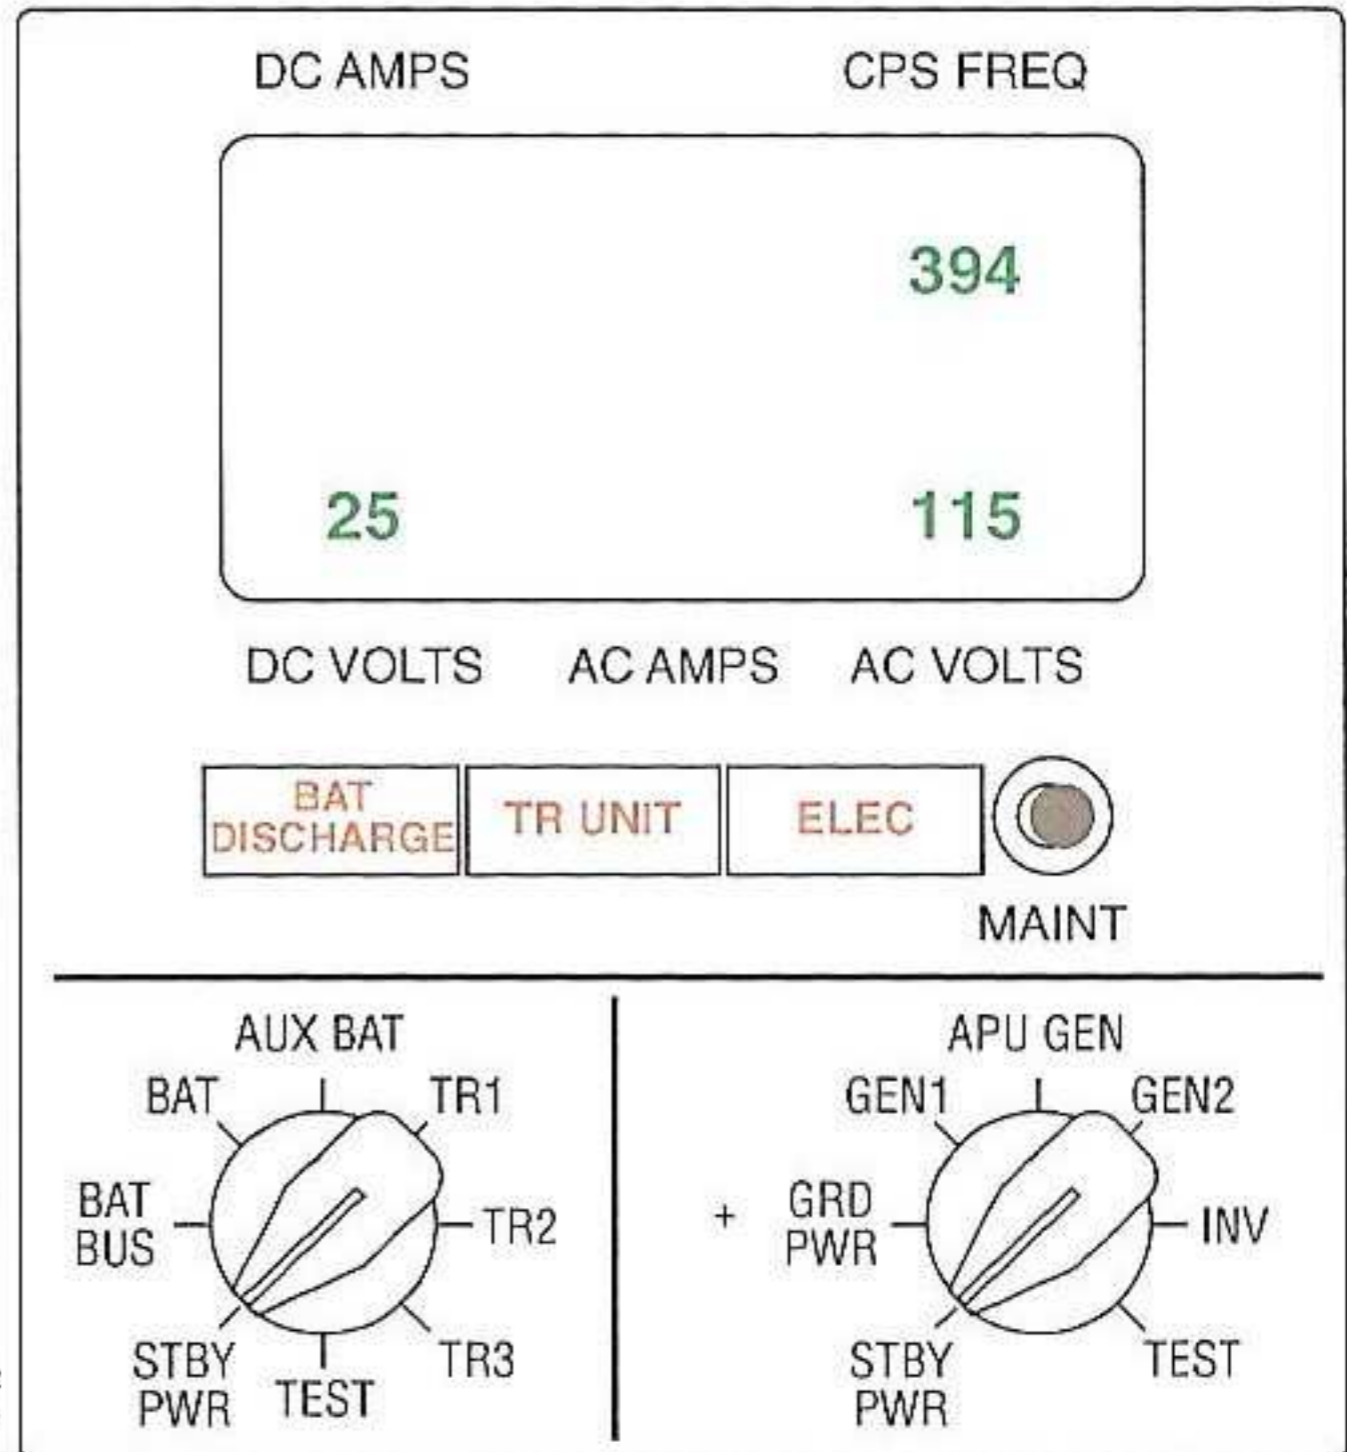 DC AMPS CPS FREQ
394
25 115
DC VOLTS AC AMPS AC VOLTS
BAT
DISCHARGE
TR UNIT
ELEC
MAINT
AUX BAT
BAT TR1
BAT
BUS
TR2
STBY
PWR
TEST
TR3
APU GEN
GEN1 GEN2
+
GRD
PWR
INV
STBY
PWR
TEST